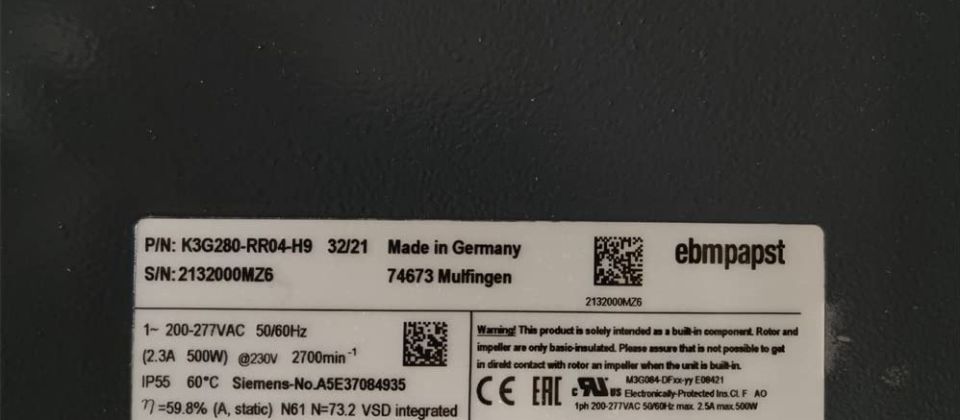 P/N: K3G280-RR04-H9 32/21 Made in Germany
S/N: 2132000MZ6 74673 Mulfingen
ebmpapst
2132000MZ6
1~ 200-277VAC 50/60Hz
(2.3A 500W) @230V 2700min⁻¹
IP55 60°C Siemens-No.A5E37084935
η=59.8% (A, static) N61 N=73.2 VSD integrated
Warning! This product is solely intended as a built-in component. Rotor and
impeller are only basic-insulated. Please assure that is not possible to get
in direkt contact with rotor an impeller when the unit is built-in.
CE EAC c RU US M3G084-DFxx-yy E08421
Electronically-Protected Ins.Cl. F AO
1ph 200-277VAC 50/60Hz max. 2.5A max.500W